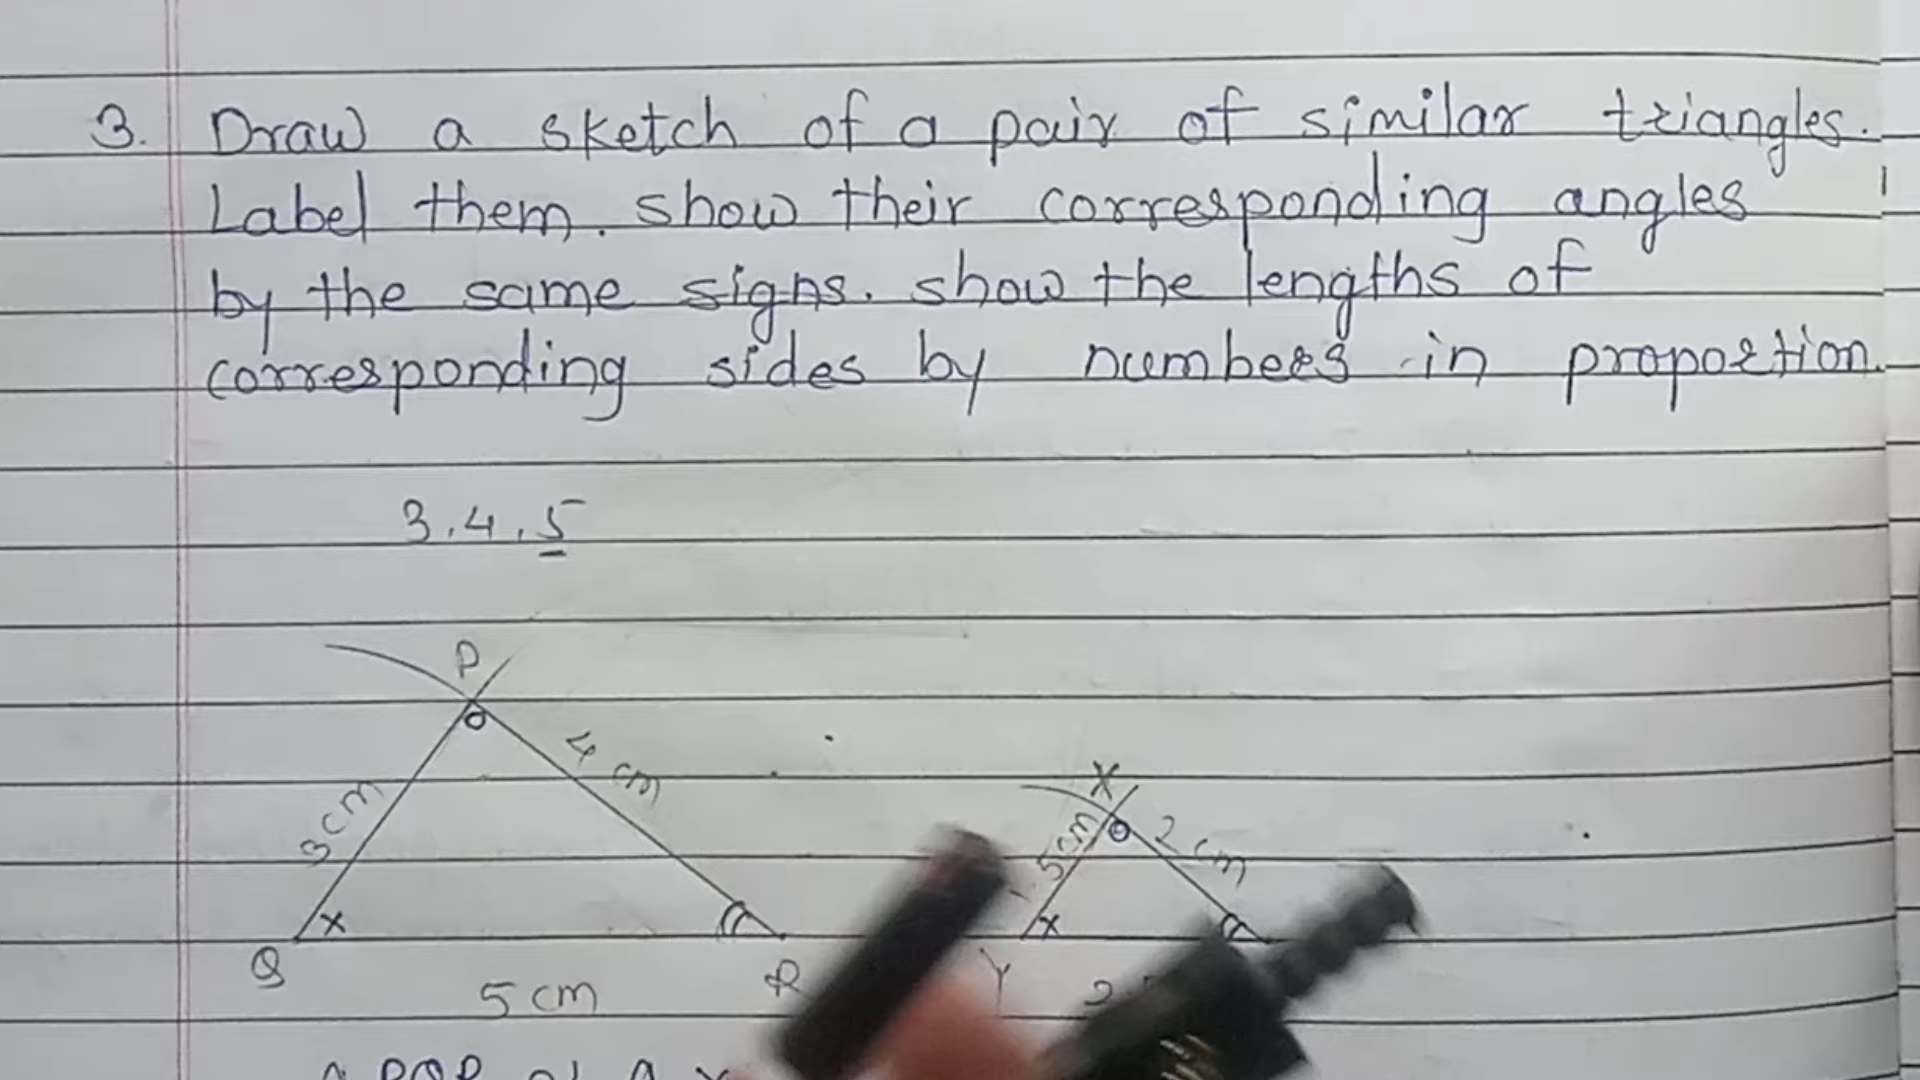 3. Draw a sketch of a pair of similar triangles.
Label them. show their corresponding angles
by the same signs. show the lengths of
corresponding sides by numbers in proportion.
3.4.5
P
4 cm
3 cm
X
2 cm
.5cm
x
x
Q
R
Y
5 cm